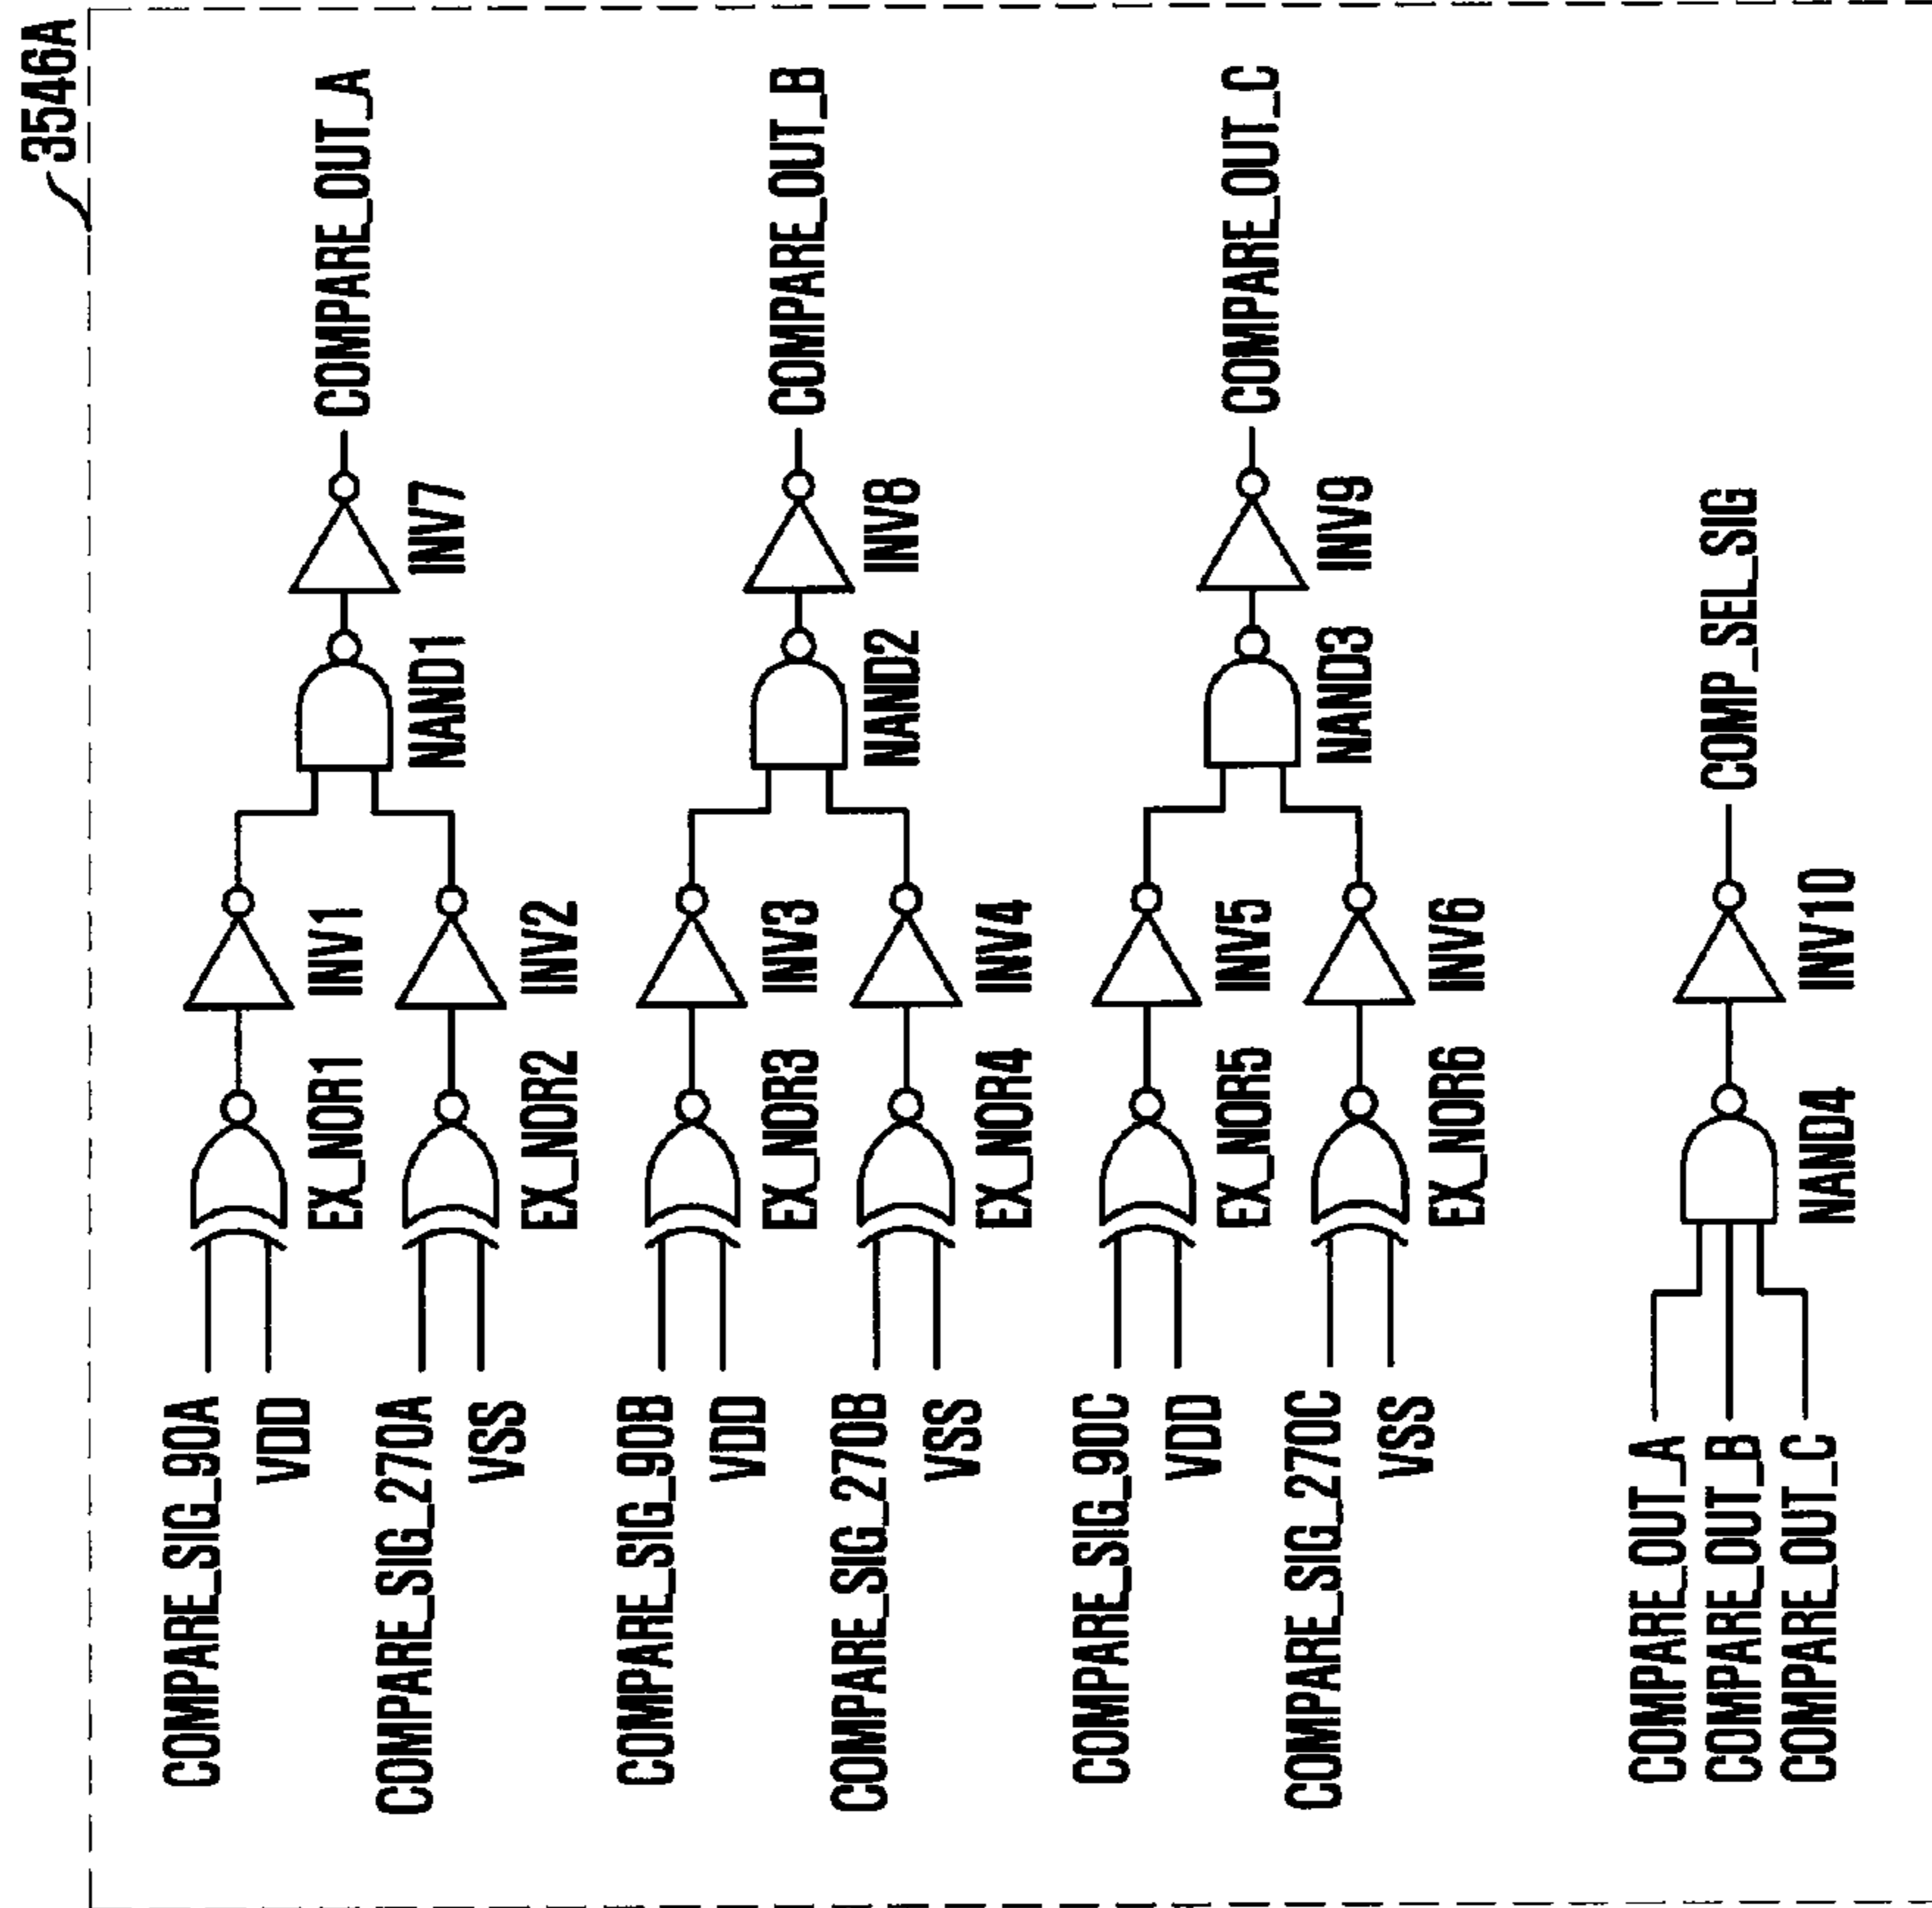 3546A
COMPARE_SIG_90A
VDD
EX_NOR1
INV1
COMPARE_SIG_270A
VSS
EX_NOR2
INV2
NAND1
INV7
COMPARE_OUT_A
COMPARE_SIG_90B
VDD
EX_NOR3
INV3
COMPARE_SIG_270B
VSS
EX_NOR4
INV4
NAND2
INV8
COMPARE_OUT_B
COMPARE_SIG_90C
VDD
EX_NOR5
INV5
COMPARE_SIG_270C
VSS
EX_NOR6
INV6
NAND3
INV9
COMPARE_OUT_C
COMPARE_OUT_A
COMPARE_OUT_B
COMPARE_OUT_C
NAND4
INV10
COMP_SEL_SIG